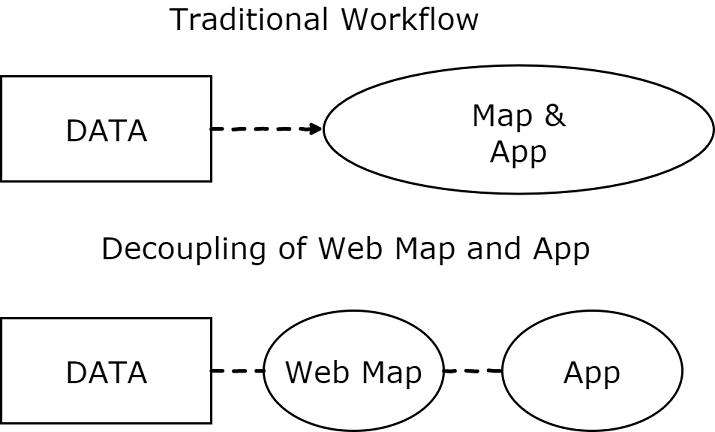 Traditional Workflow
DATA
Map &
App
Decoupling of Web Map and App
DATA
Web Map
App